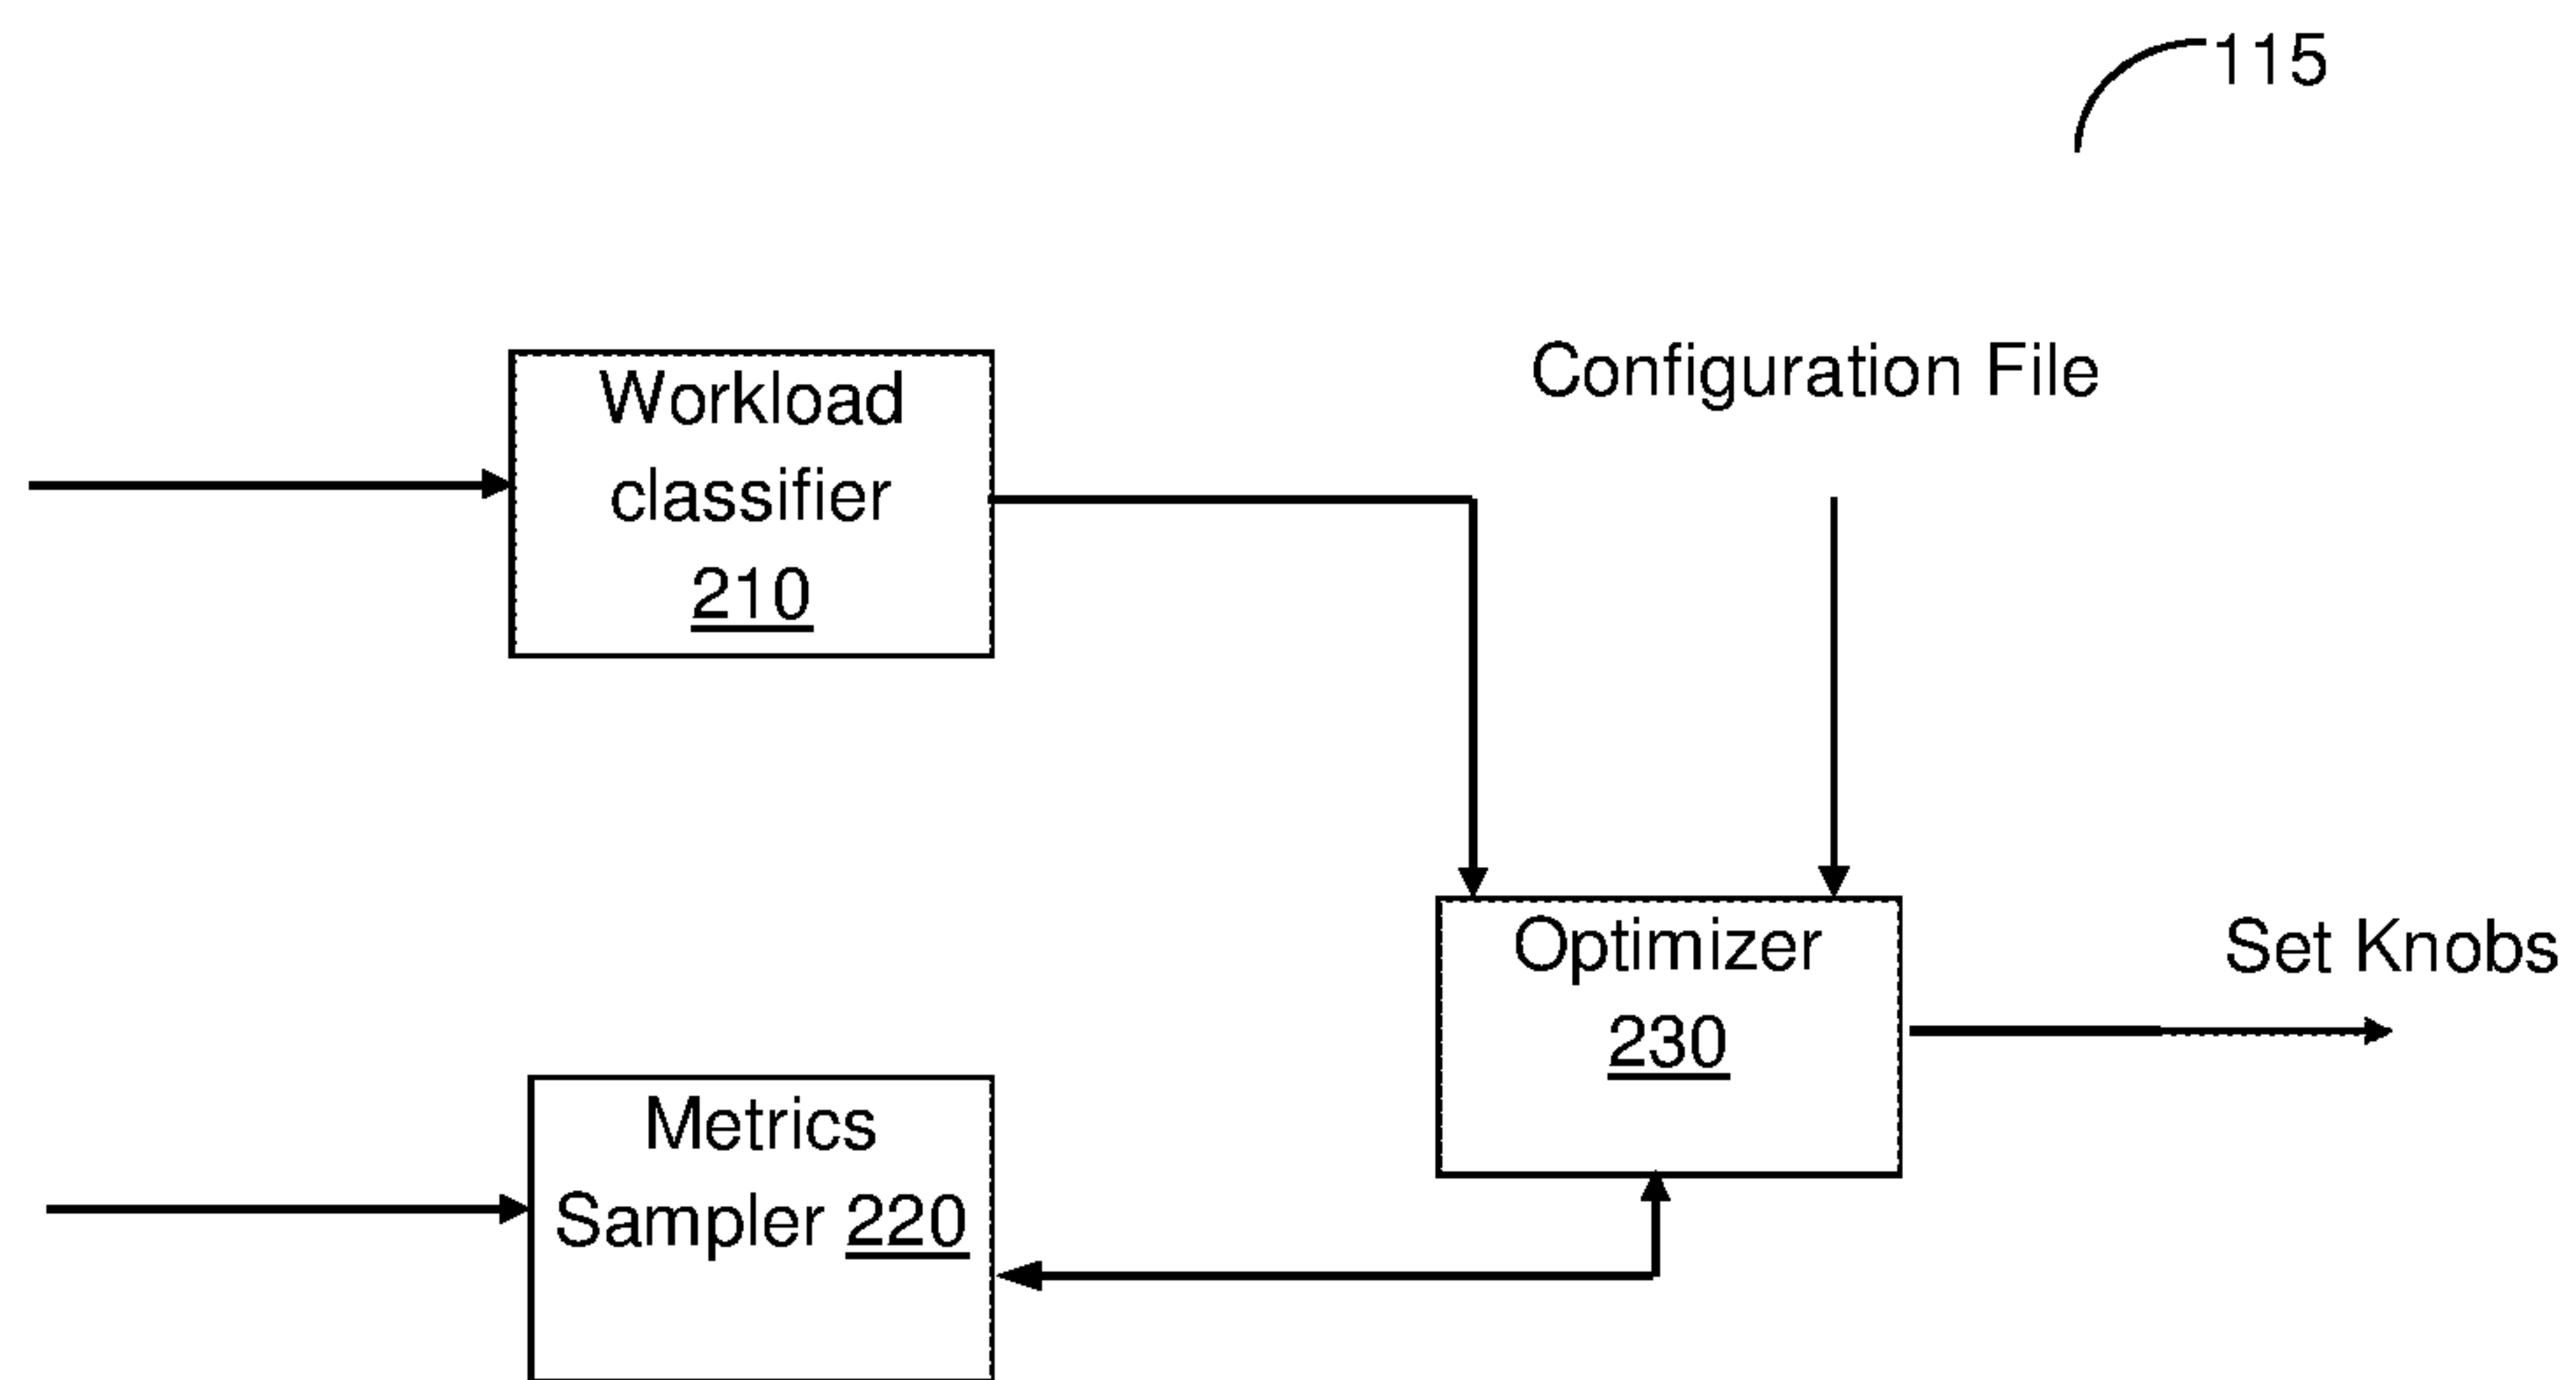 115
Configuration File
Workload
classifier
210
Optimizer
230
Set Knobs
Metrics
Sampler 220